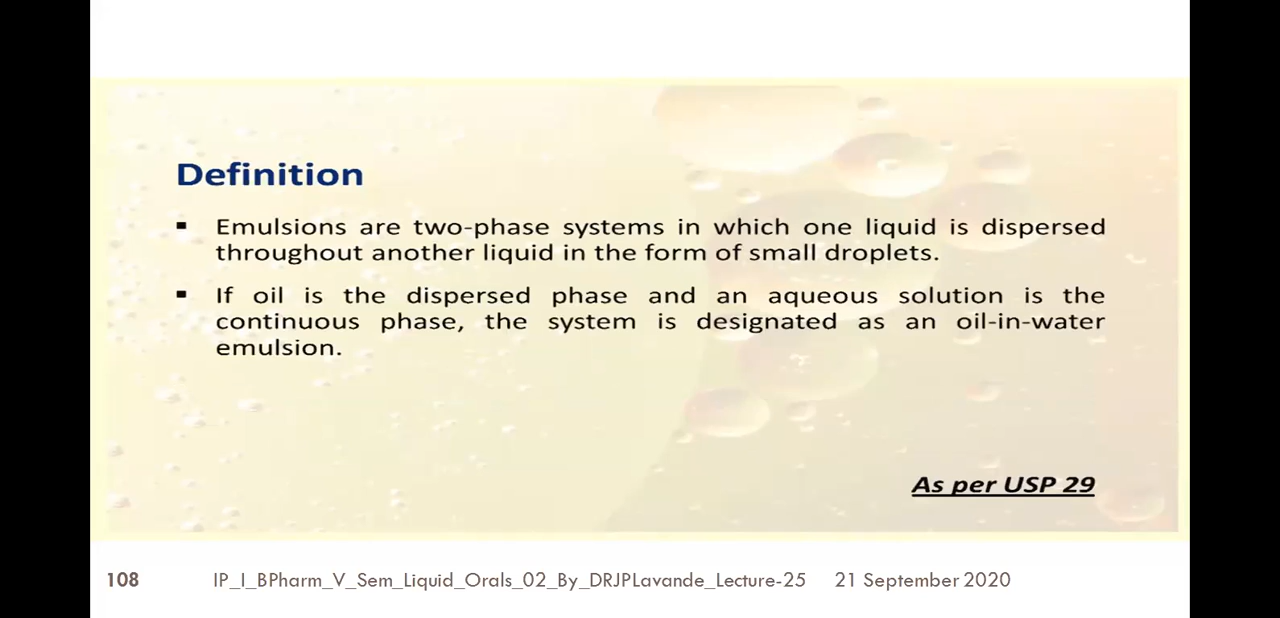 Definition
▪ Emulsions are two-phase systems in which one liquid is dispersed
throughout another liquid in the form of small droplets.
▪ If oil is the dispersed phase and an aqueous solution is the
continuous phase, the system is designated as an oil-in-water
emulsion.
As per USP 29
108 IP_I_BPharm_V_Sem_Liquid_Orals_02_By_DRJPLavande_Lecture-25 21 September 2020